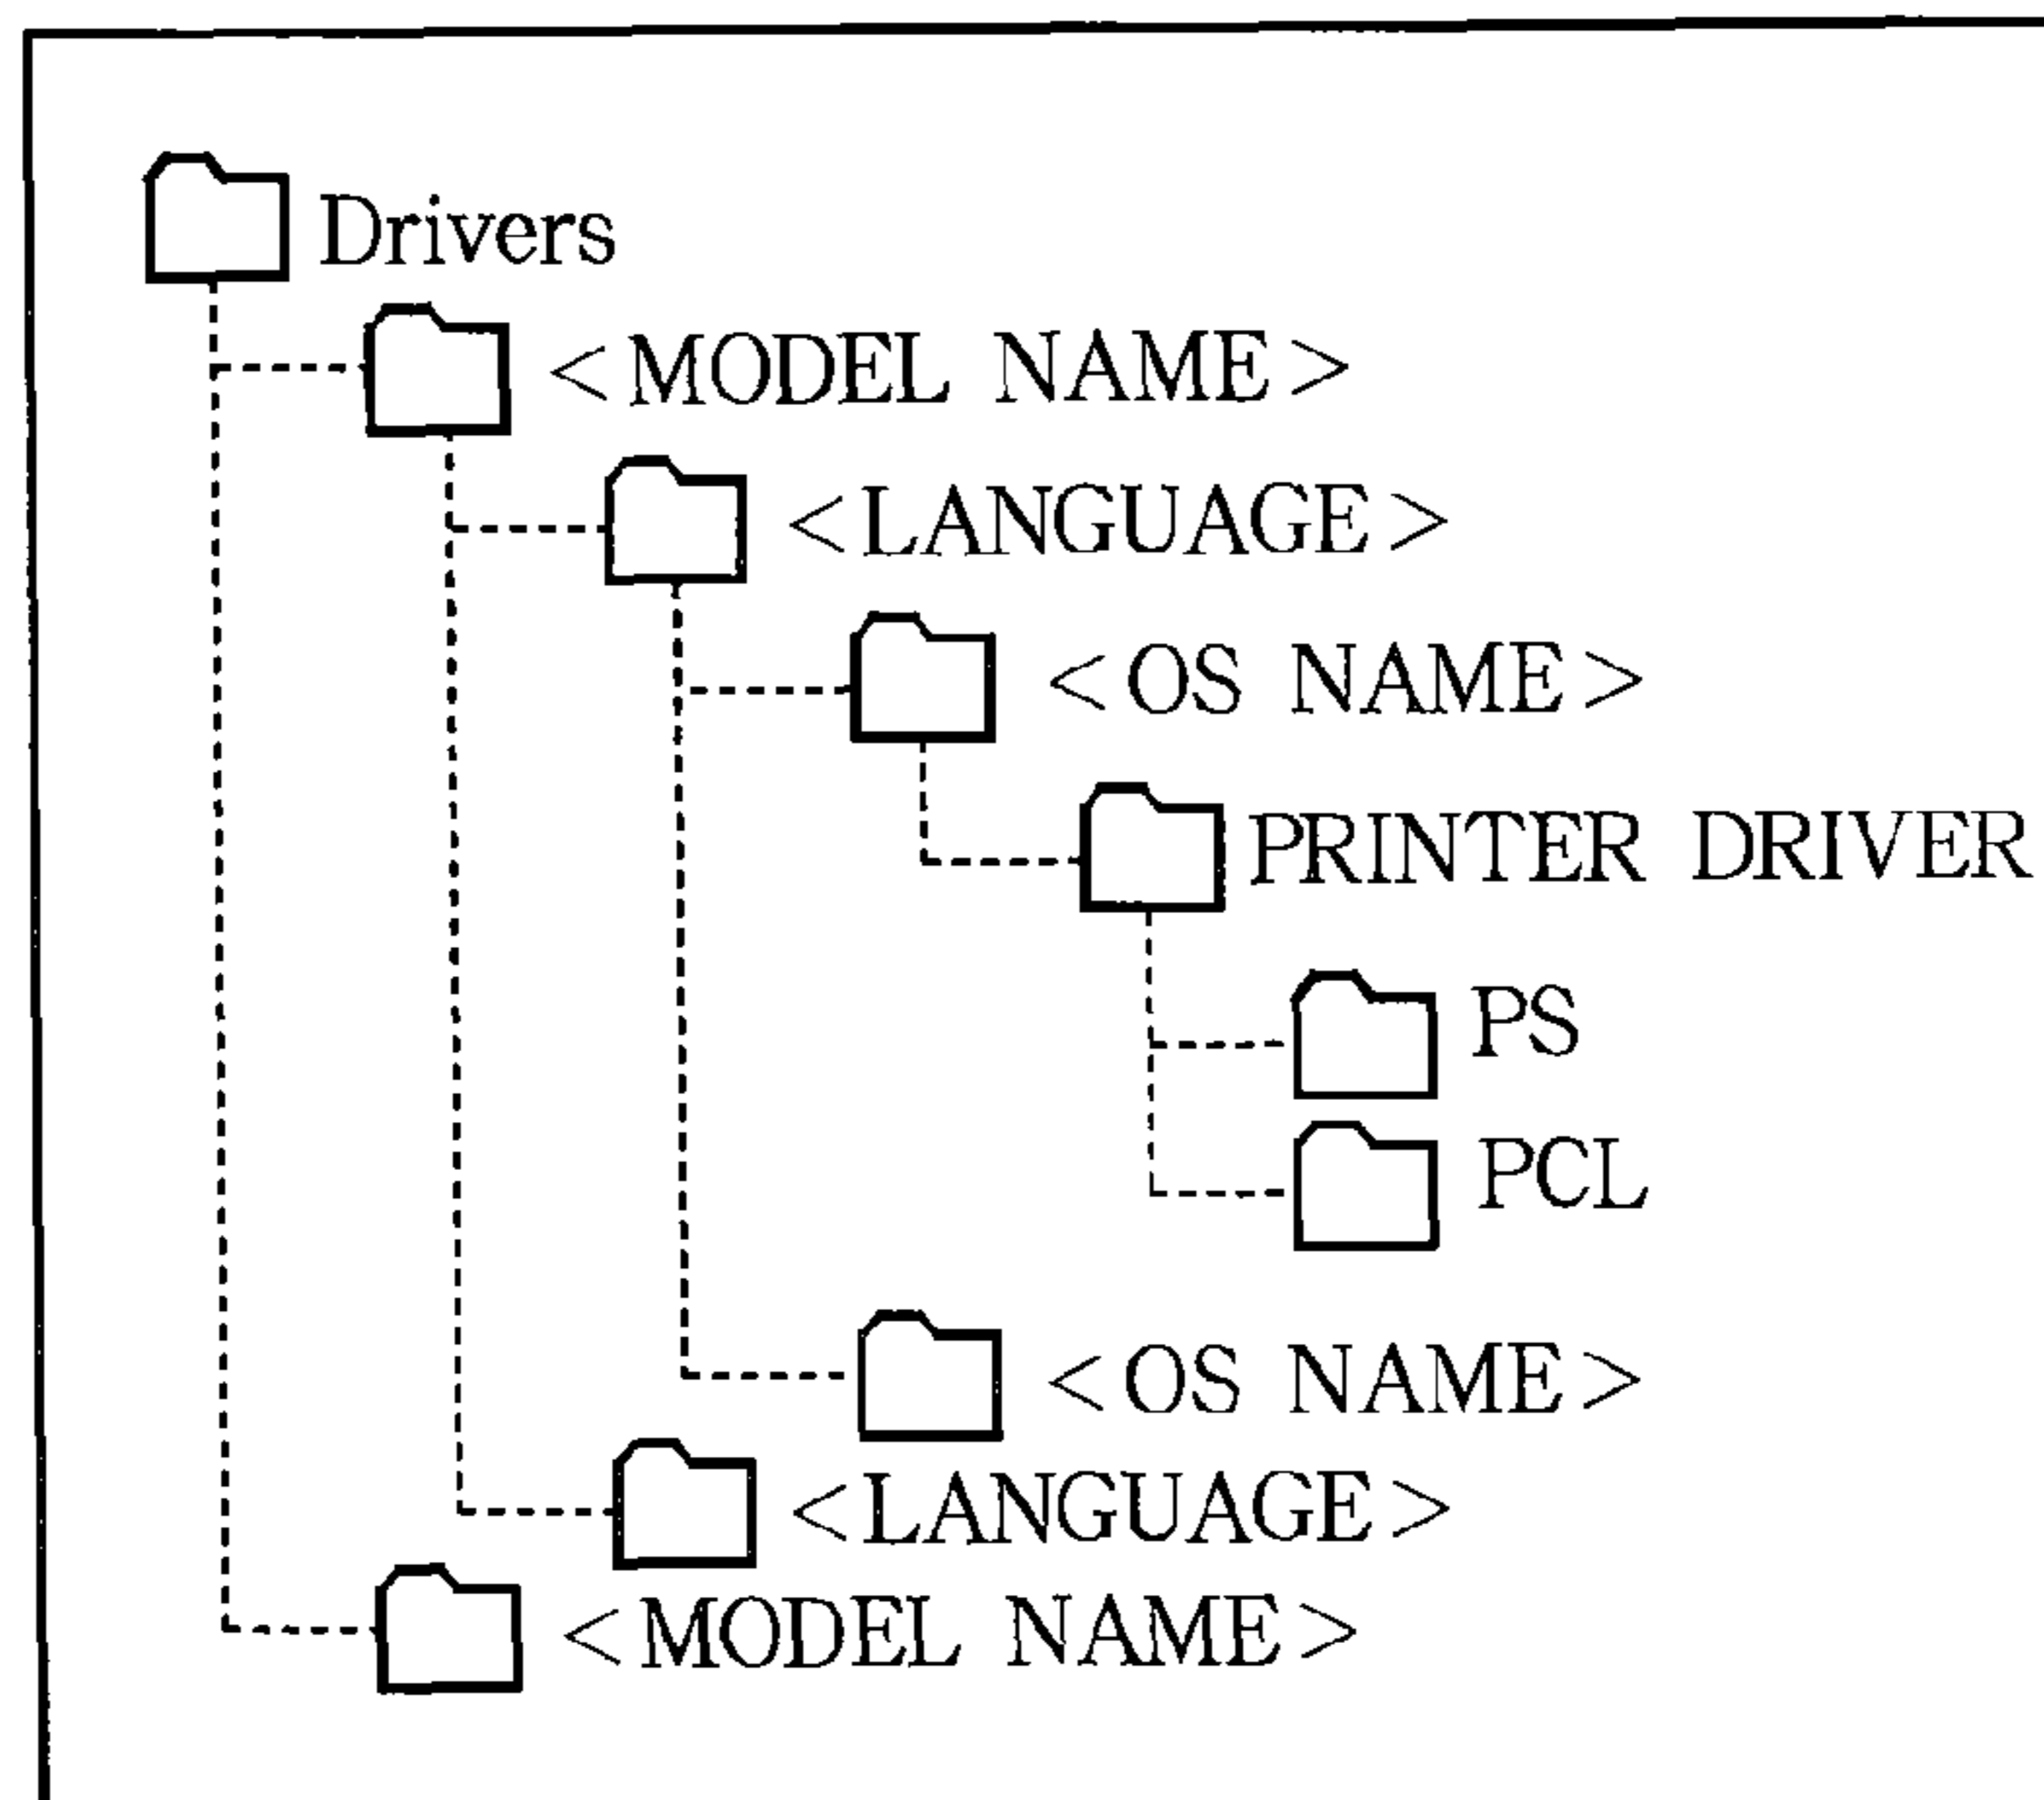 Drivers
<MODEL NAME>
<LANGUAGE>
<OS NAME>
PRINTER DRIVER
PS
PCL
<OS NAME>
<LANGUAGE>
<MODEL NAME>